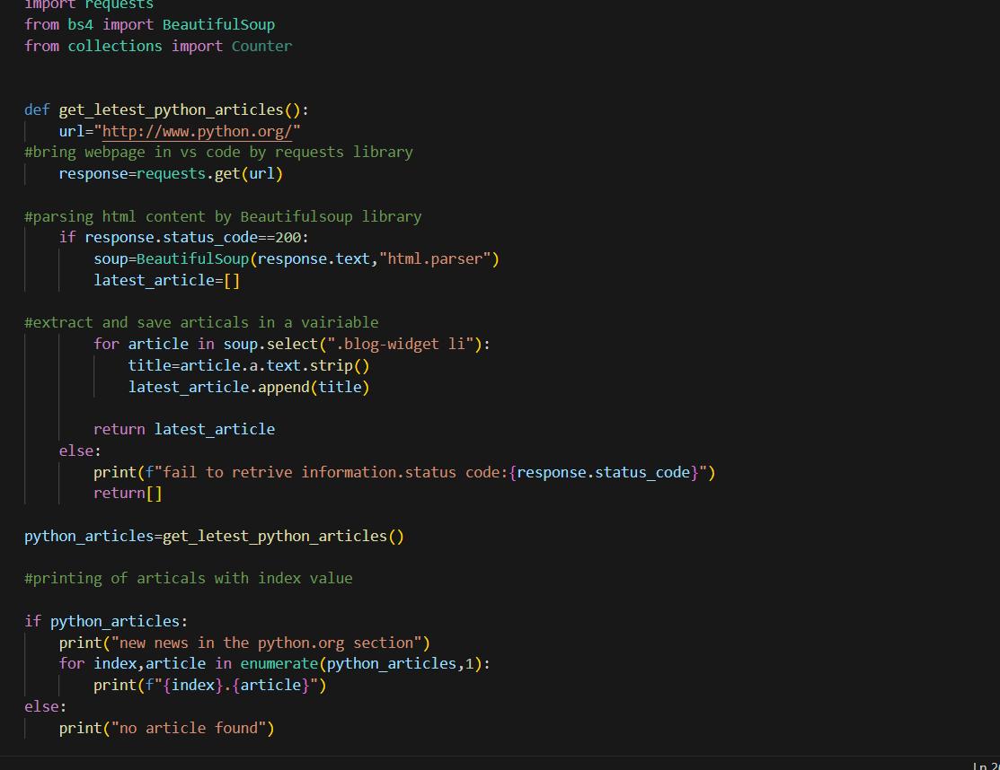 import requests
from bs4 import BeautifulSoup
from collections import Counter
def get_letest_python_articles():
url="http://www.python.org/"
#bring webpage in vs code by requests library
response=requests.get(url)
#parsing html content by Beautifulsoup library
if response.status_code==200:
soup=BeautifulSoup(response.text,"html.parser")
latest_article=[]
#extract and save articals in a vairiable
for article in soup.select(".blog-widget li"):
title=article.a.text.strip()
latest_article.append(title)
return latest_article
else:
print(f"fail to retrive information.status code:{response.status_code}")
return[]
python_articles=get_letest_python_articles()
#printing of articals with index value
if python_articles:
print("new news in the python.org section")
for index,article in enumerate(python_articles,1):
print(f"{index}.{article}")
else:
print("no article found")